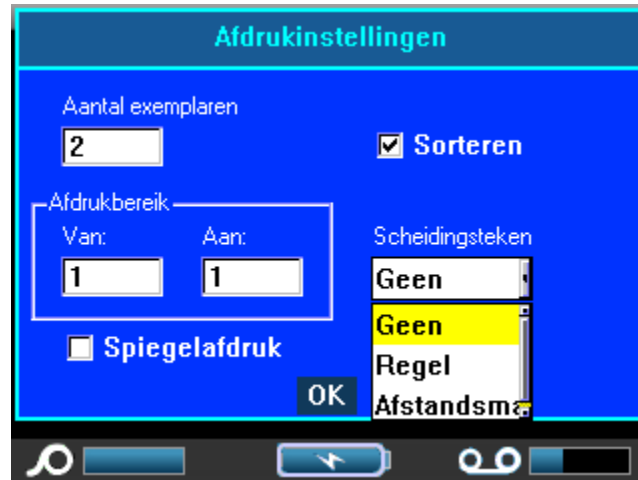 Afdrukinstellingen
Aantal exemplaren
2
Sorteren
Afdrukbereik
Van: Aan:
1 1
Scheidingsteken
Geen
Geen
Regel
Spiegelafdruk
OK